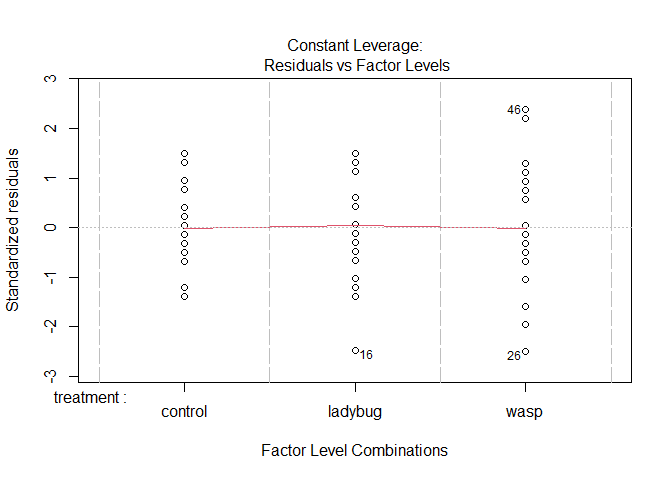 Constant Leverage:
Residuals vs Factor Levels
Standardized residuals
3
2
1
0
-1
-2
-3
46
16
26
treatment :
control
ladybug
wasp
Factor Level Combinations